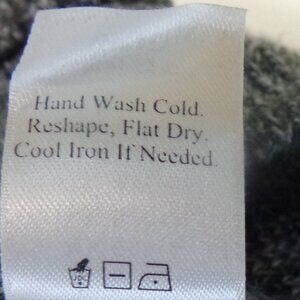 Hand Wash Cold.
Reshape, Flat Dry.
Cool Iron If Needed.